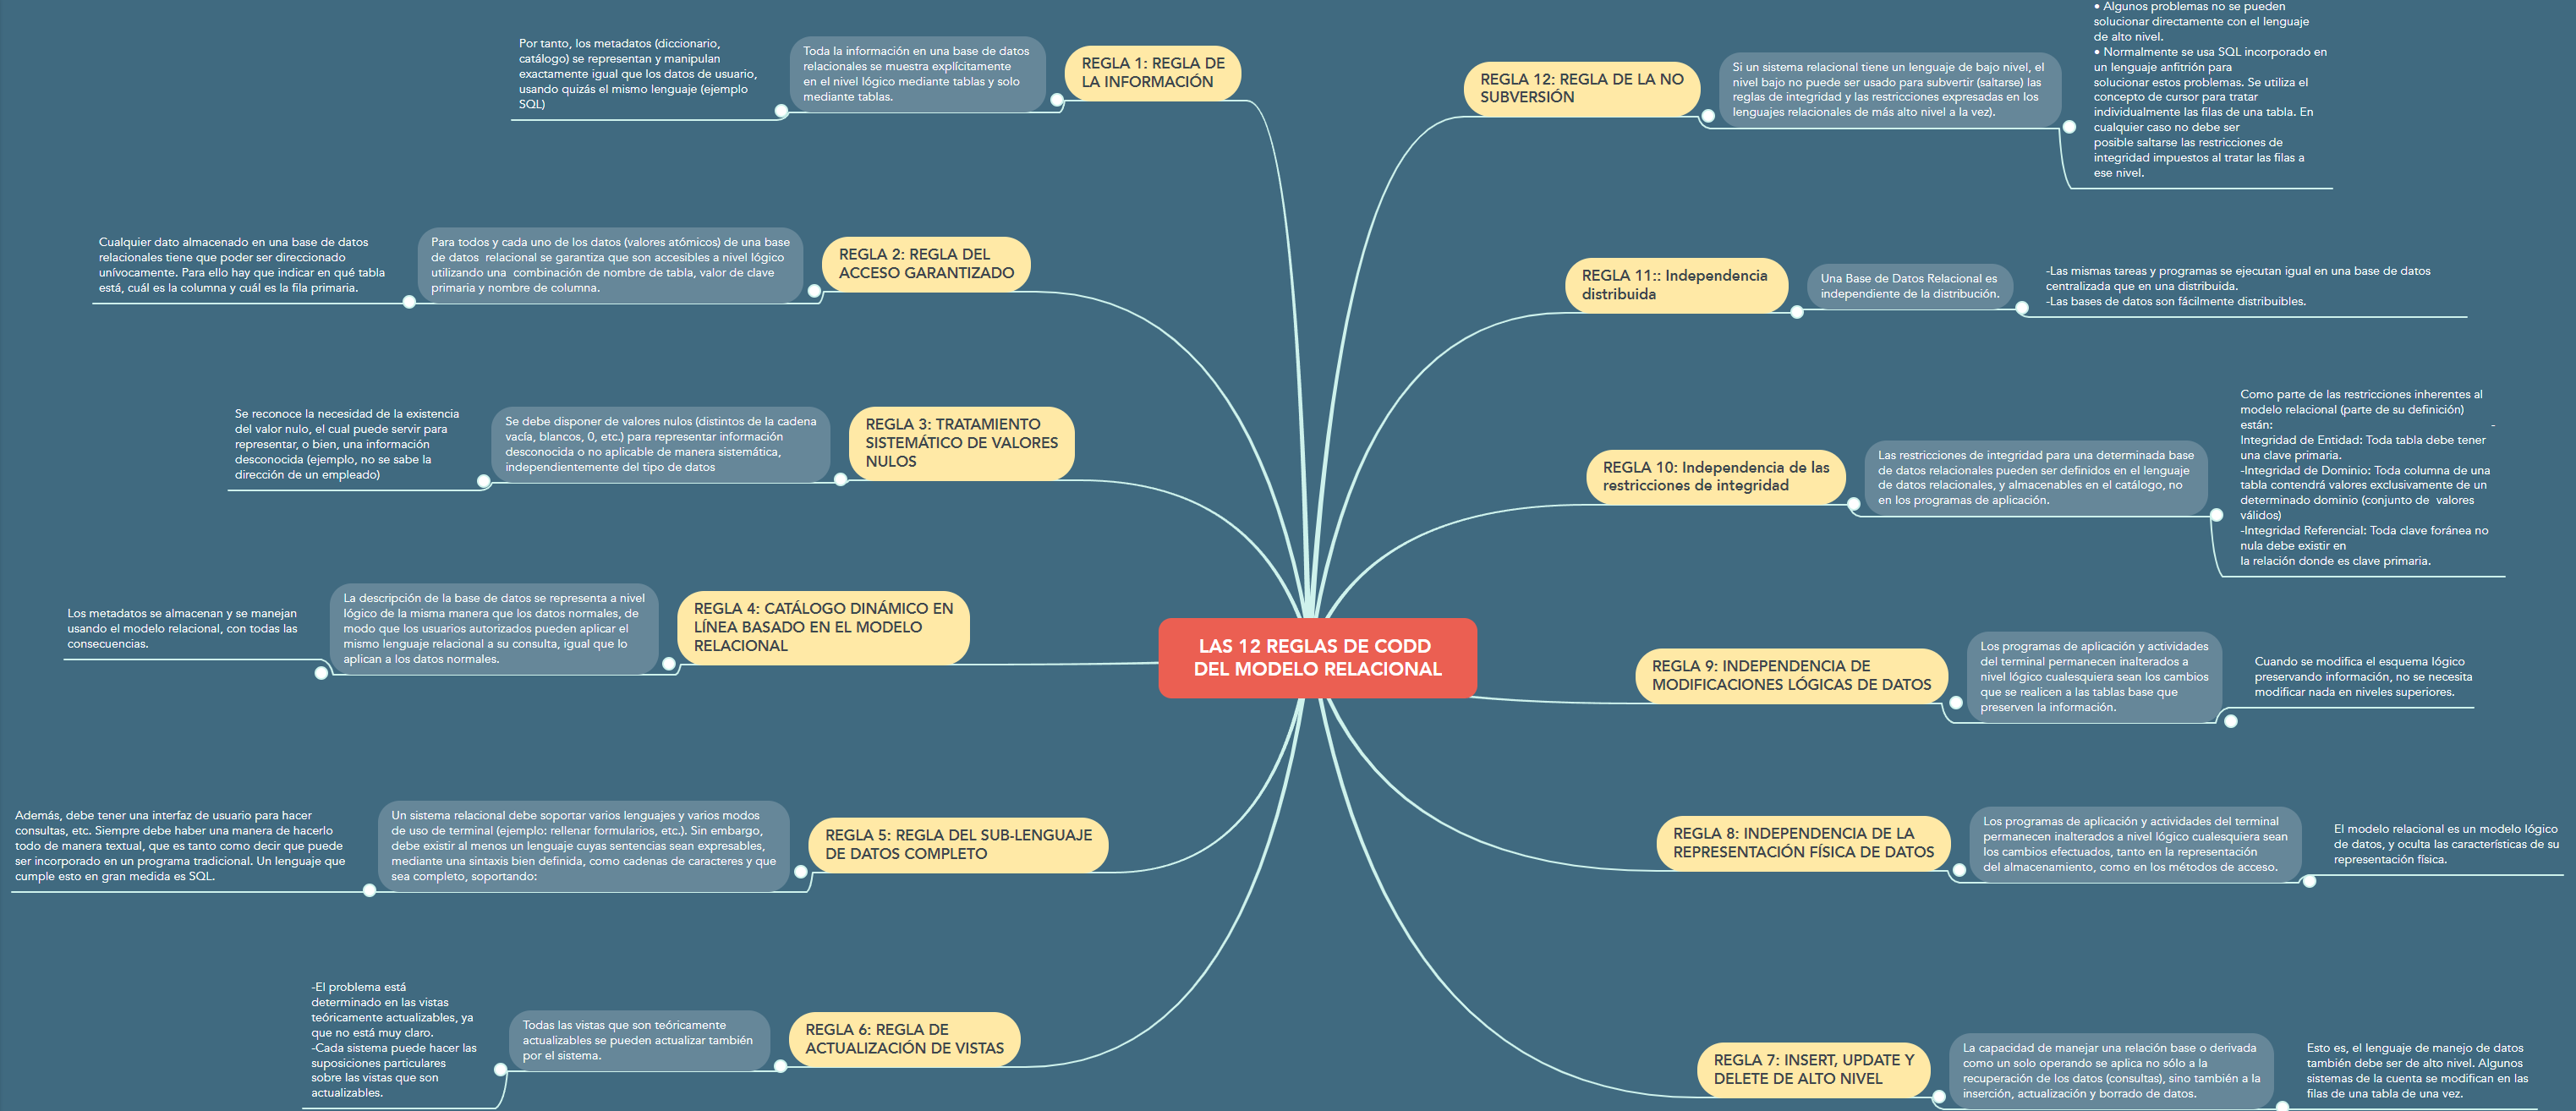 LAS 12 REGLAS DE CODD
DEL MODELO RELACIONAL
REGLA 1: REGLA DE
LA INFORMACIÓN
Toda la información en una base de datos
relacionales se muestra explícitamente
en el nivel lógico mediante tablas y solo
mediante tablas.
Por tanto, los metadatos (diccionario,
catálogo) se representan y manipulan
exactamente igual que los datos de usuario,
usando quizás el mismo lenguaje (ejemplo
SQL)
REGLA 2: REGLA DEL
ACCESO GARANTIZADO
Para todos y cada uno de los datos (valores atómicos) de una base
de datos  relacional se garantiza que son accesibles a nivel lógico
utilizando una  combinación de nombre de tabla, valor de clave
primaria y nombre de columna.
Cualquier dato almacenado en una base de datos
relacionales tiene que poder ser direccionado
unívocamente. Para ello hay que indicar en qué tabla
está, cuál es la columna y cuál es la fila primaria.
REGLA 3: TRATAMIENTO
SISTEMÁTICO DE VALORES
NULOS
Se debe disponer de valores nulos (distintos de la cadena
vacía, blancos, 0, etc.) para representar información
desconocida o no aplicable de manera sistemática,
independientemente del tipo de datos
Se reconoce la necesidad de la existencia
del valor nulo, el cual puede servir para
representar, o bien, una información
desconocida (ejemplo, no se sabe la
dirección de un empleado)
REGLA 4: CATÁLOGO DINÁMICO EN
LÍNEA BASADO EN EL MODELO
RELACIONAL
La descripción de la base de datos se representa a nivel
lógico de la misma manera que los datos normales, de
modo que los usuarios autorizados pueden aplicar el
mismo lenguaje relacional a su consulta, igual que lo
aplican a los datos normales.
Los metadatos se almacenan y se manejan
usando el modelo relacional, con todas las
consecuencias.
REGLA 5: REGLA DEL SUB-LENGUAJE
DE DATOS COMPLETO
Un sistema relacional debe soportar varios lenguajes y varios modos
de uso de terminal (ejemplo: rellenar formularios, etc.). Sin embargo,
debe existir al menos un lenguaje cuyas sentencias sean expresables,
mediante una sintaxis bien definida, como cadenas de caracteres y que
sea completo, soportando:
Además, debe tener una interfaz de usuario para hacer
consultas, etc. Siempre debe haber una manera de hacerlo
todo de manera textual, que es tanto como decir que puede
ser incorporado en un programa tradicional. Un lenguaje que
cumple esto en gran medida es SQL.
REGLA 6: REGLA DE
ACTUALIZACIÓN DE VISTAS
Todas las vistas que son teóricamente
actualizables se pueden actualizar también
por el sistema.
-El problema está
determinado en las vistas
teóricamente actualizables, ya
que no está muy claro.
-Cada sistema puede hacer las
suposiciones particulares
sobre las vistas que son
actualizables.
REGLA 12: REGLA DE LA NO
SUBVERSIÓN
Si un sistema relacional tiene un lenguaje de bajo nivel, el
nivel bajo no puede ser usado para subvertir (saltarse) las
reglas de integridad y las restricciones expresadas en los
lenguajes relacionales de más alto nivel a la vez).
• Algunos problemas no se pueden
solucionar directamente con el lenguaje
de alto nivel.
• Normalmente se usa SQL incorporado en
un lenguaje anfitrión para
solucionar estos problemas. Se utiliza el
concepto de cursor para tratar
individualmente las filas de una tabla. En
cualquier caso no debe ser
posible saltarse las restricciones de
integridad impuestos al tratar las filas a
ese nivel.
REGLA 11:: Independencia
distribuida
Una Base de Datos Relacional es
independiente de la distribución.
-Las mismas tareas y programas se ejecutan igual en una base de datos
centralizada que en una distribuida.
-Las bases de datos son fácilmente distribuibles.
REGLA 10: Independencia de las
restricciones de integridad
Las restricciones de integridad para una determinada base
de datos relacionales pueden ser definidos en el lenguaje
de datos relacionales, y almacenables en el catálogo, no
en los programas de aplicación.
Como parte de las restricciones inherentes al
modelo relacional (parte de su definición)
están: -
Integridad de Entidad: Toda tabla debe tener
una clave primaria.
-Integridad de Dominio: Toda columna de una
tabla contendrá valores exclusivamente de un
determinado dominio (conjunto de  valores
válidos)
-Integridad Referencial: Toda clave foránea no
nula debe existir en
la relación donde es clave primaria.
REGLA 9: INDEPENDENCIA DE
MODIFICACIONES LÓGICAS DE DATOS
Los programas de aplicación y actividades
del terminal permanecen inalterados a
nivel lógico cualesquiera sean los cambios
que se realicen a las tablas base que
preserven la información.
Cuando se modifica el esquema lógico
preservando información, no se necesita
modificar nada en niveles superiores.
REGLA 8: INDEPENDENCIA DE LA
REPRESENTACIÓN FÍSICA DE DATOS
Los programas de aplicación y actividades del terminal
permanecen inalterados a nivel lógico cualesquiera sean
los cambios efectuados, tanto en la representación
del almacenamiento, como en los métodos de acceso.
El modelo relacional es un modelo lógico
de datos, y oculta las características de su
representación física.
REGLA 7: INSERT, UPDATE Y
DELETE DE ALTO NIVEL
La capacidad de manejar una relación base o derivada
como un solo operando se aplica no sólo a la
recuperación de los datos (consultas), sino también a la
inserción, actualización y borrado de datos.
Esto es, el lenguaje de manejo de datos
también debe ser de alto nivel. Algunos
sistemas de la cuenta se modifican en las
filas de una tabla de una vez.